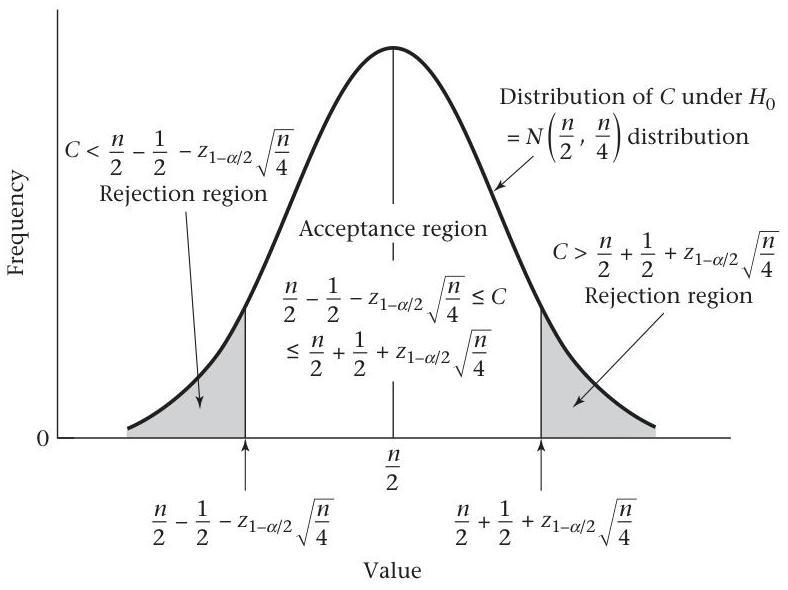 Distribution of C under H₀
= N(n/2, n/4) distribution
C < n/2 − 1/2 − z₁₋α/₂ √(n/4)
Rejection region
Acceptance region
n/2 − 1/2 − z₁₋α/₂ √(n/4) ≤ C
≤ n/2 + 1/2 + z₁₋α/₂ √(n/4)
C > n/2 + 1/2 + z₁₋α/₂ √(n/4)
Rejection region
Frequency
0
n/2
n/2 − 1/2 − z₁₋α/₂ √(n/4)
n/2 + 1/2 + z₁₋α/₂ √(n/4)
Value